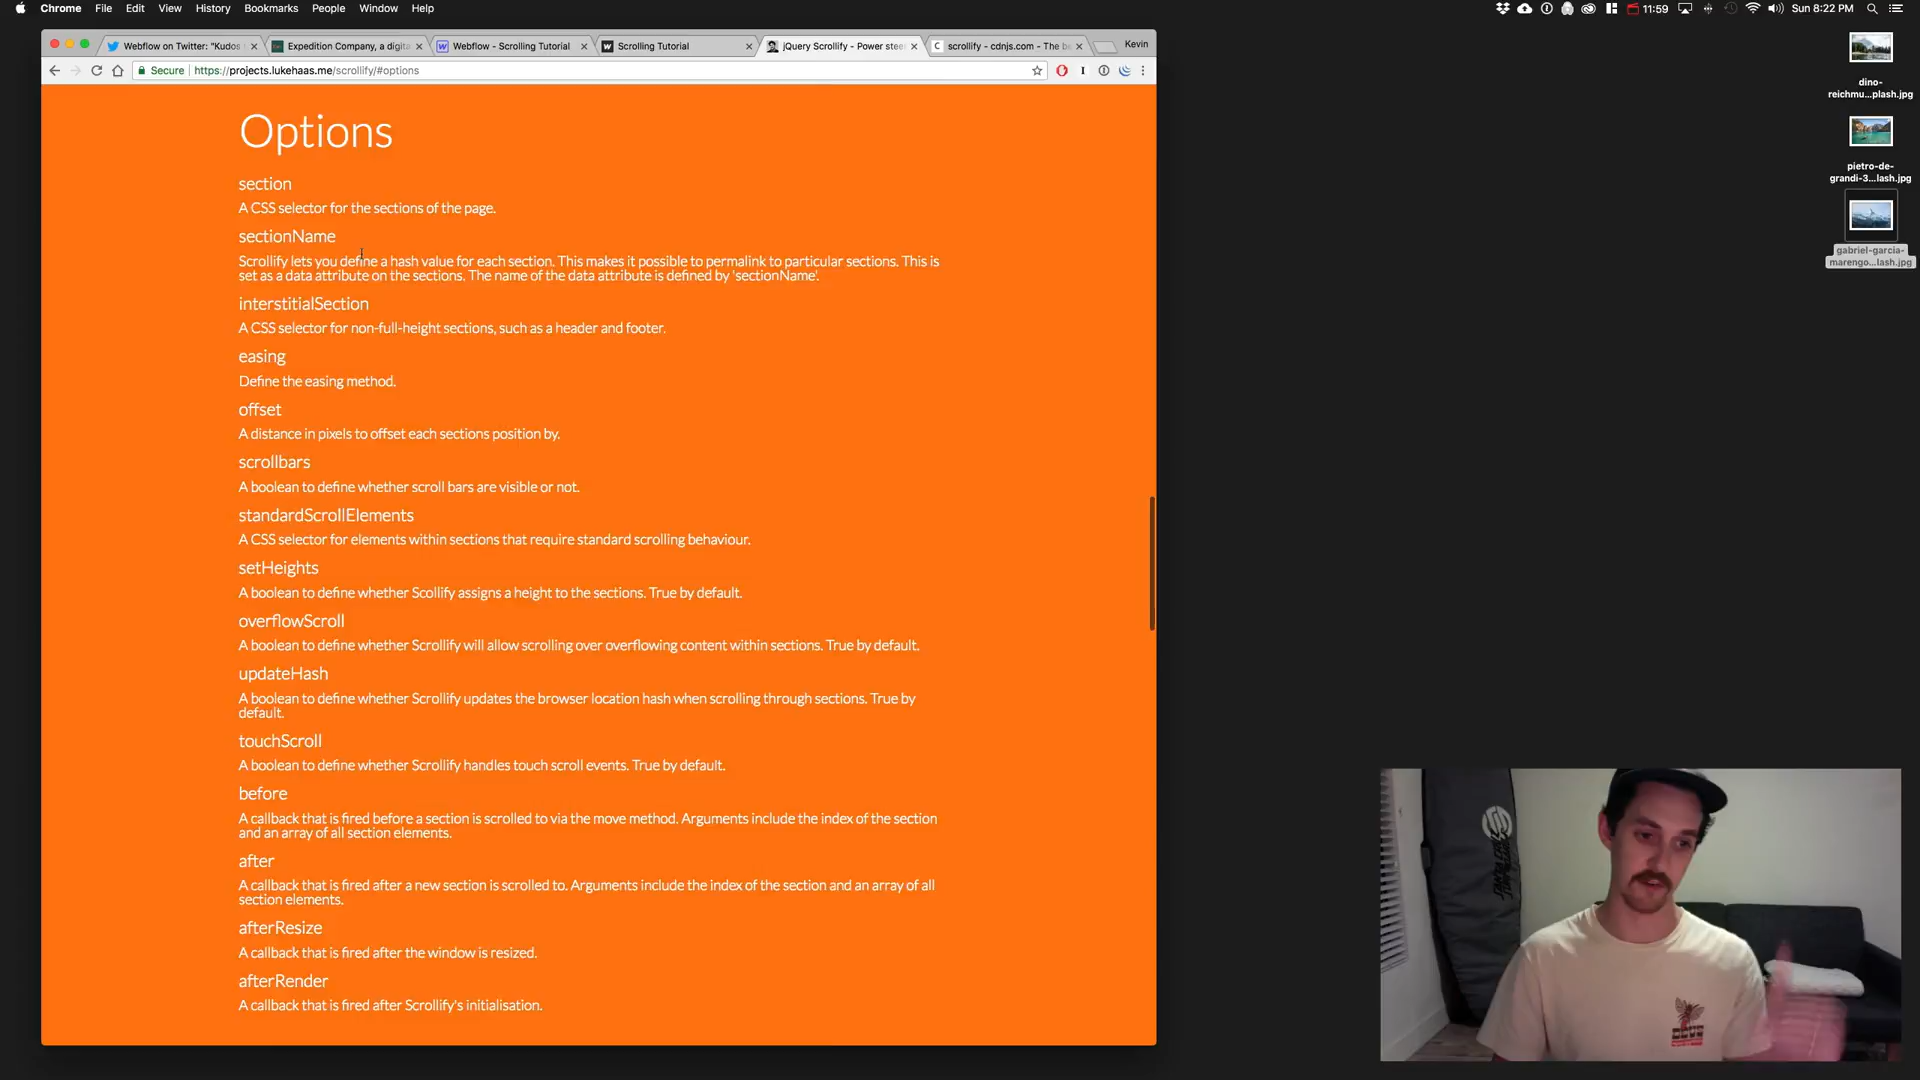 Chrome File Edit View History Bookmarks People Window Help
11:59 Sun 8:22 PM
Webflow on Twitter: "Kudos
Expedition Company, a digita
Webflow - Scrolling Tutorial
Scrolling Tutorial
jQuery Scrollify - Power stee
scrollify - cdnjs.com - The be
Kevin
Secure https://projects.lukehaas.me/scrollify/#options
Options
section
A CSS selector for the sections of the page.
sectionName
Scrollify lets you define a hash value for each section. This makes it possible to permalink to particular sections. This is
set as a data attribute on the sections. The name of the data attribute is defined by 'sectionName'.
interstitialSection
A CSS selector for non-full-height sections, such as a header and footer.
easing
Define the easing method.
offset
A distance in pixels to offset each sections position by.
scrollbars
A boolean to define whether scroll bars are visible or not.
standardScrollElements
A CSS selector for elements within sections that require standard scrolling behaviour.
setHeights
A boolean to define whether Scollify assigns a height to the sections. True by default.
overflowScroll
A boolean to define whether Scrollify will allow scrolling over overflowing content within sections. True by default.
updateHash
A boolean to define whether Scrollify updates the browser location hash when scrolling through sections. True by
default.
touchScroll
A boolean to define whether Scrollify handles touch scroll events. True by default.
before
A callback that is fired before a section is scrolled to via the move method. Arguments include the index of the section
and an array of all section elements.
after
A callback that is fired after a new section is scrolled to. Arguments include the index of the section and an array of all
section elements.
afterResize
A callback that is fired after the window is resized.
afterRender
A callback that is fired after Scrollify's initialisation.
dino-
reichmu...plash.jpg
pietro-de-
grandi-3...lash.jpg
gabriel-garcia-
marengo...lash.jpg